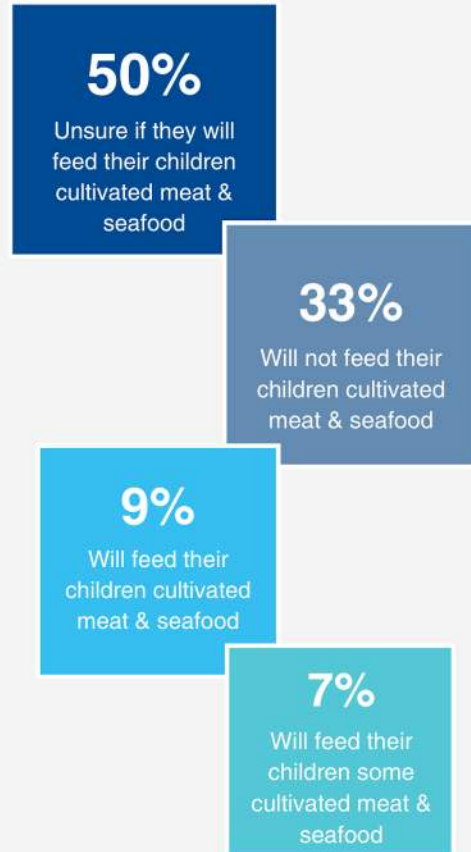 50%
Unsure if they will
feed their children
cultivated meat &
seafood
33%
Will not feed their
children cultivated
meat & seafood
9%
Will feed their
children cultivated
meat & seafood
7%
Will feed their
children some
cultivated meat &
seafood